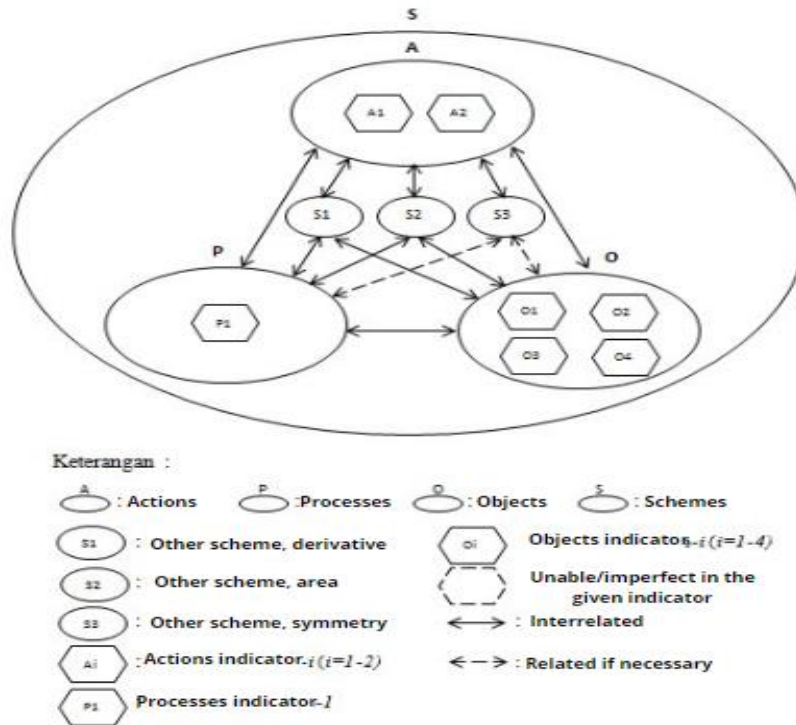 S
A
A1 A2
S1 S2 S3
P O
P1 O1 O2
O3 O4
Keterangan :
A P O S
: Actions : Processes : Objects : Schemes
S1 : Other scheme, derivative
S2 : Other scheme, area
S3 : Other scheme, symmetry
Ai : Actions indicator-i (i=1-2)
P1 Processes indicator-1
Oi Objects indicator-i (i=1-4)
Unable/imperfect in the
given indicator
: Interrelated
: Related if necessary